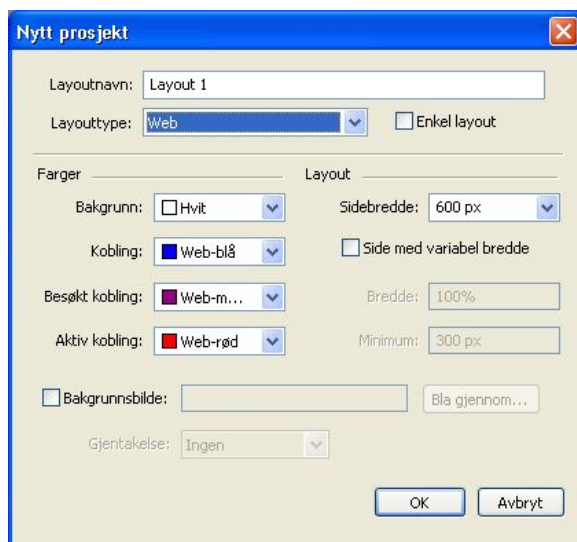 Nytt prosjekt
Layoutnavn: Layout 1
Layouttype: Web Enkel layout
Farger Layout
Bakgrunn: Hvit Sidebredde: 600 px
Kobling: Web-blå Side med variabel bredde
Besøkt kobling: Web-m... Bredde: 100%
Aktiv kobling: Web-rød Minimum: 300 px
Bakgrunnsbilde: Bla gjennom...
Gjentakelse: Ingen
OK Avbryt